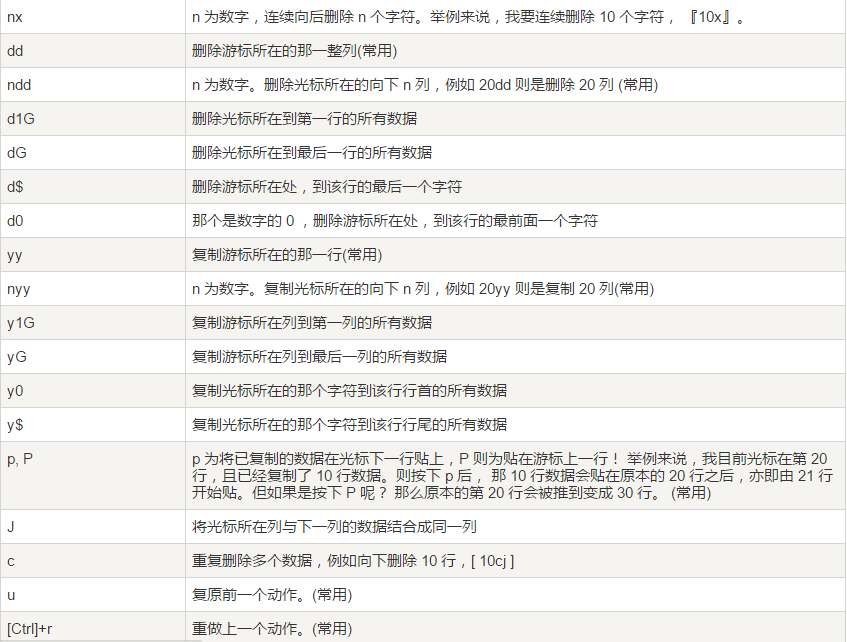 nx n 为数字，连续向后删除 n 个字符。举例来说，我要连续删除 10 个字符， 『10x』。
dd 删除游标所在的那一整列(常用)
ndd n 为数字。删除光标所在的向下 n 列，例如 20dd 则是删除 20 列 (常用)
d1G 删除光标所在到第一行的所有数据
dG 删除光标所在到最后一行的所有数据
d$ 删除游标所在处，到该行的最后一个字符
d0 那个是数字的 0 ，删除游标所在处，到该行的最前面一个字符
yy 复制游标所在的那一行(常用)
nyy n 为数字。复制光标所在的向下 n 列，例如 20yy 则是复制 20 列(常用)
y1G 复制游标所在列到第一列的所有数据
yG 复制游标所在列到最后一列的所有数据
y0 复制光标所在的那个字符到该行行首的所有数据
y$ 复制光标所在的那个字符到该行行尾的所有数据
p, P p 为将已复制的数据在光标下一行贴上，P 则为贴在游标上一行！ 举例来说，我目前光标在第 20
行，且已经复制了 10 行数据。则按下 p 后， 那 10 行数据会贴在原本的 20 行之后，亦即由 21 行
开始贴。但如果是按下 P 呢？ 那么原本的第 20 行会被推到变成 30 行。 (常用)
J 将光标所在列与下一列的数据结合成同一列
c 重复删除多个数据，例如向下删除 10 行，[ 10cj ]
u 复原前一个动作。(常用)
[Ctrl]+r 重做上一个动作。(常用)